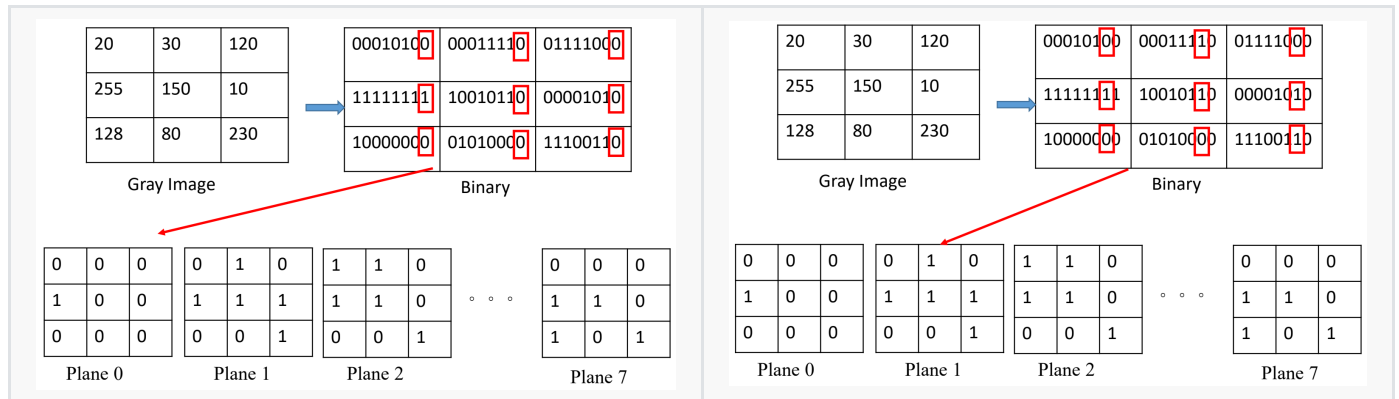 20 30 120
255 150 10
128 80 230
Gray Image
00010100 00011110 01111000
11111111 10010110 00001010
10000000 01010000 11100110
Binary
0 0 0
1 0 0
0 0 0
Plane 0
0 1 0
1 1 1
0 0 1
Plane 1
1 1 0
1 1 0
0 0 1
Plane 2
0 0 0
1 1 0
1 0 1
Plane 7
20 30 120
255 150 10
128 80 230
Gray Image
00010100 00011110 01111000
11111111 10010110 00001010
10000000 01010000 11100110
Binary
0 0 0
1 0 0
0 0 0
Plane 0
0 1 0
1 1 1
0 0 1
Plane 1
1 1 0
1 1 0
0 0 1
Plane 2
0 0 0
1 1 0
1 0 1
Plane 7